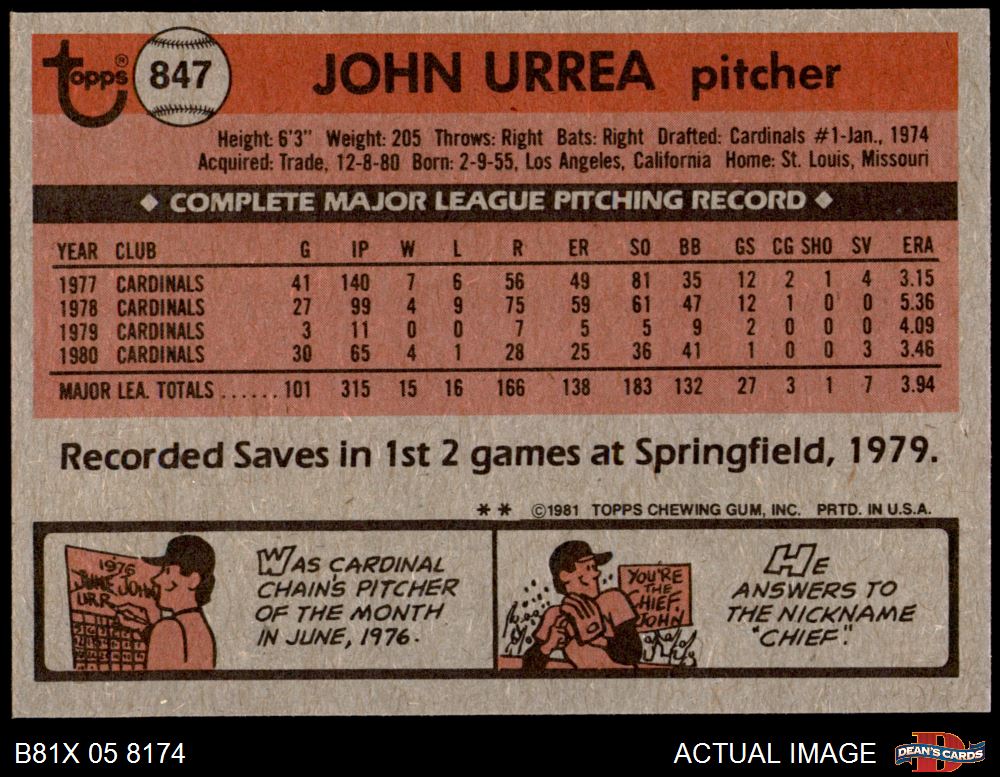 Topps® 847 JOHN URREA pitcher
Height: 6'3" Weight: 205 Throws: Right Bats: Right Drafted: Cardinals #1-Jan., 1974
Acquired: Trade, 12-8-80 Born: 2-9-55, Los Angeles, California Home: St. Louis, Missouri
◆ COMPLETE MAJOR LEAGUE PITCHING RECORD ◆
YEAR CLUB G IP W L R ER SO BB GS CG SHO SV ERA
1977 CARDINALS 41 140 7 6 56 49 81 35 12 2 1 4 3.15
1978 CARDINALS 27 99 4 9 75 59 61 47 12 1 0 0 5.36
1979 CARDINALS 3 11 0 0 7 5 5 9 2 0 0 0 4.09
1980 CARDINALS 30 65 4 1 28 25 36 41 1 0 0 3 3.46
MAJOR LEA. TOTALS ...... 101 315 15 16 166 138 183 132 27 3 1 7 3.94
Recorded Saves in 1st 2 games at Springfield, 1979.
** ©1981 TOPPS CHEWING GUM, INC. PRTD. IN U.S.A.
1976
JUNE JOHN
URR
WAS CARDINAL
CHAIN'S PITCHER
OF THE MONTH
IN JUNE, 1976.
YOU'RE
THE
CHIEF,
JOHN
HE
ANSWERS TO
THE NICKNAME
"CHIEF".
B81X 05 8174 ACTUAL IMAGE DEAN'S CARDS